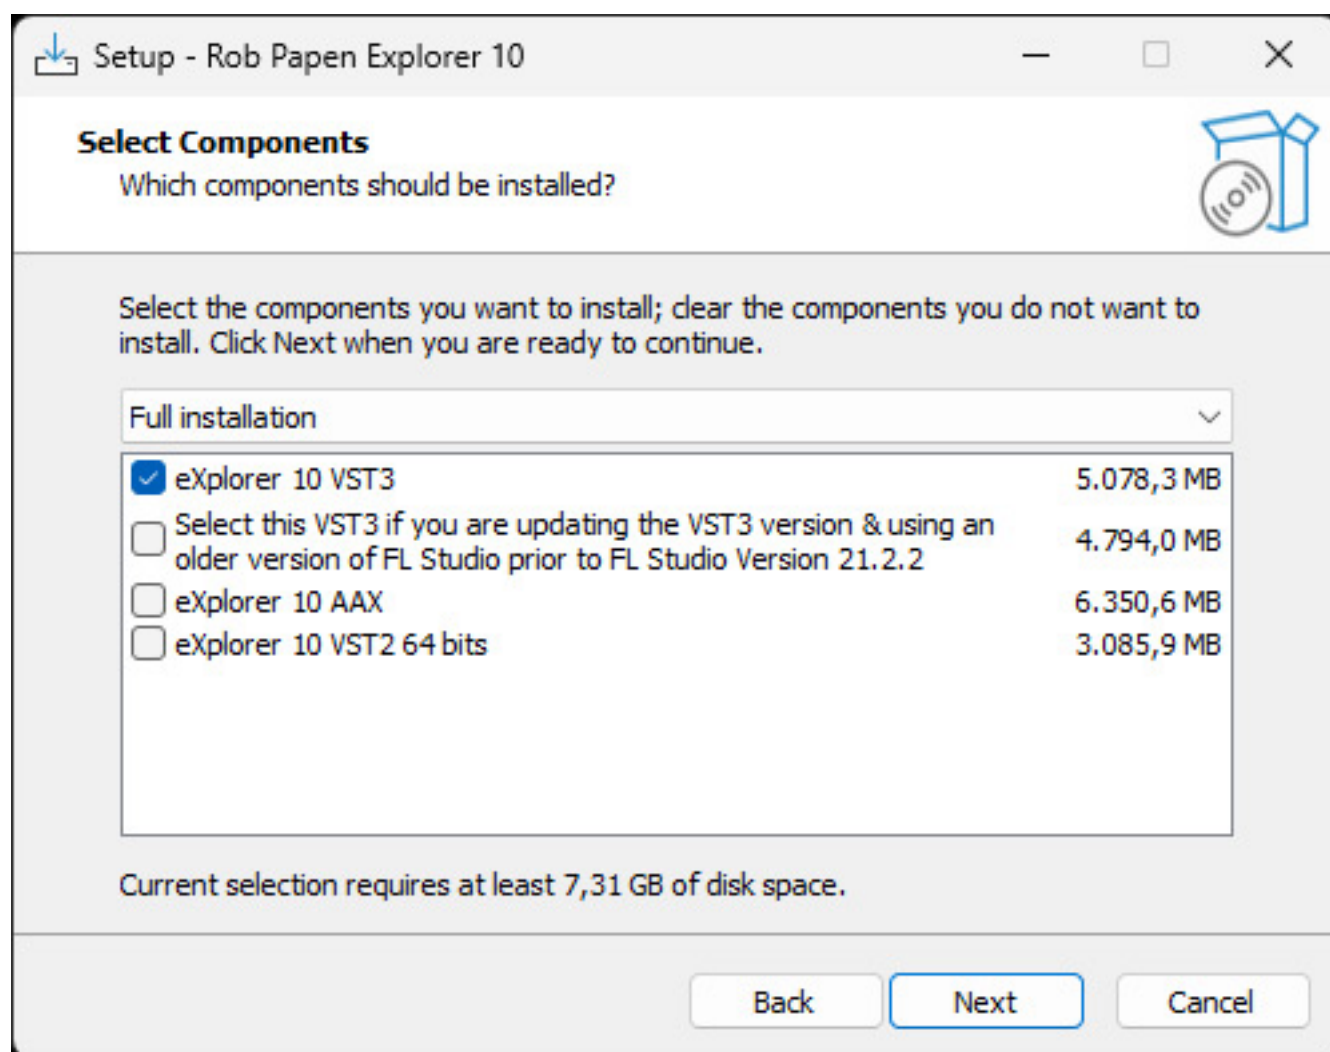 Setup - Rob Papen Explorer 10
Select Components
Which components should be installed?
Select the components you want to install; clear the components you do not want to
install. Click Next when you are ready to continue.
Full installation
eXplorer 10 VST3 5.078,3 MB
Select this VST3 if you are updating the VST3 version & using an
older version of FL Studio prior to FL Studio Version 21.2.2 4.794,0 MB
eXplorer 10 AAX 6.350,6 MB
eXplorer 10 VST2 64 bits 3.085,9 MB
Current selection requires at least 7,31 GB of disk space.
Back Next Cancel